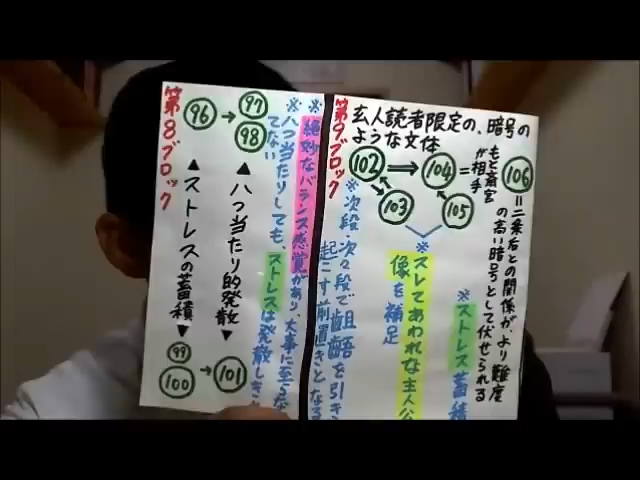 第8ブロック
96→97
98
▲ストレスの蓄積▼
▲八つ当たり的発散▼
99
100→101
※絶妙なバランス感覚があり、大事に至らな
※八つ当たりしても、ストレスは発散しき
てない
第9ブロック
玄人読者限定の、暗号の
ような文体
102⇒104=もと斎宮
が相手
103
105
106=二条后との関係が、より難度
の高い暗号として伏せられる
※次段・次々段で齟齬を引き
起こす前置きとなる
※スレてあわれな主人公
像を補足
※ストレス蓄積